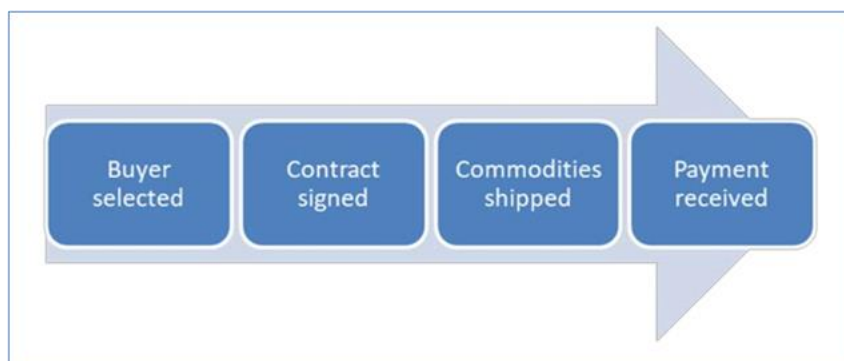 Buyer
selected
Contract
signed
Commodities
shipped
Payment
received